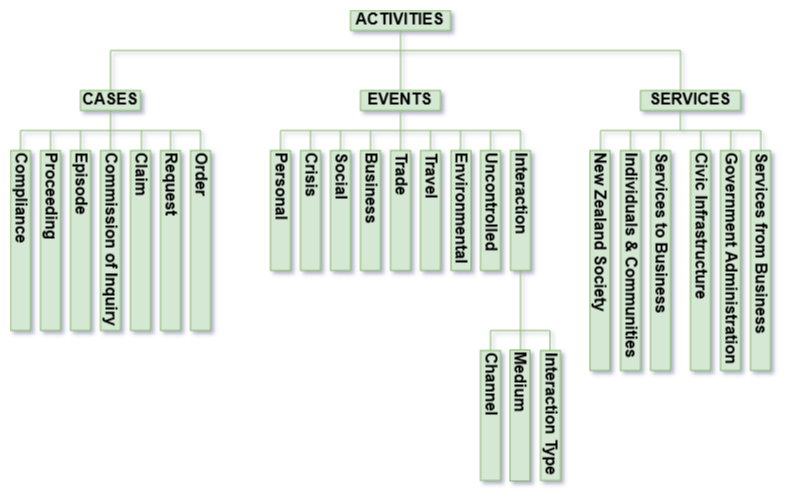 ACTIVITIES
CASES
EVENTS
SERVICES
Compliance
Proceeding
Episode
Commission of Inquiry
Claim
Request
Order
Personal
Crisis
Social
Business
Trade
Travel
Environmental
Uncontrolled
Interaction
New Zealand Society
Individuals & Communities
Services to Business
Civic Infrastructure
Government Administration
Services from Business
Channel
Medium
Interaction Type